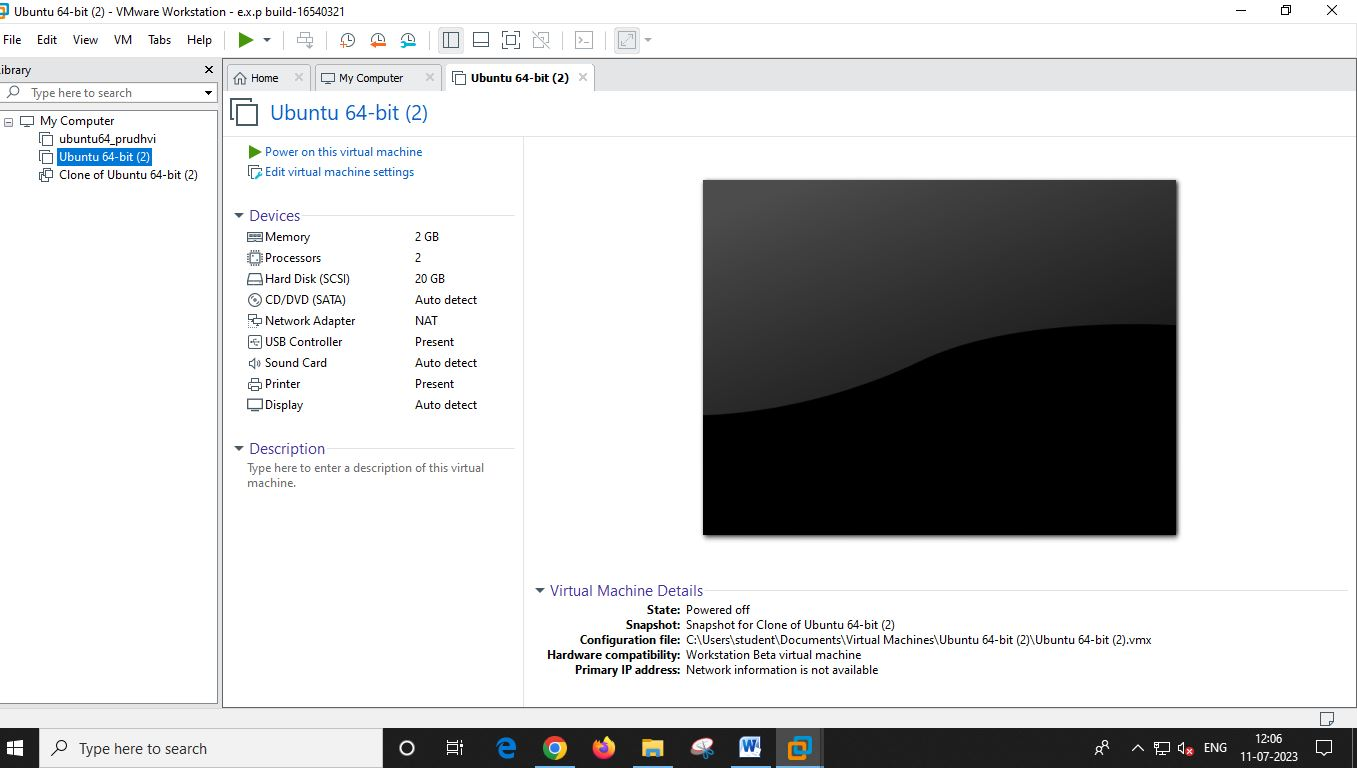 Ubuntu 64-bit (2) - VMware Workstation - e.x.p build-16540321
File Edit View VM Tabs Help
ibrary
Type here to search
My Computer
ubuntu64_prudhvi
Ubuntu 64-bit (2)
Clone of Ubuntu 64-bit (2)
Home My Computer Ubuntu 64-bit (2)
Ubuntu 64-bit (2)
Power on this virtual machine
Edit virtual machine settings
Devices
Memory 2 GB
Processors 2
Hard Disk (SCSI) 20 GB
CD/DVD (SATA) Auto detect
Network Adapter NAT
USB Controller Present
Sound Card Auto detect
Printer Present
Display Auto detect
Description
Type here to enter a description of this virtual
machine.
Virtual Machine Details
State: Powered off
Snapshot: Snapshot for Clone of Ubuntu 64-bit (2)
Configuration file: C:\Users\student\Documents\Virtual Machines\Ubuntu 64-bit (2)\Ubuntu 64-bit (2).vmx
Hardware compatibility: Workstation Beta virtual machine
Primary IP address: Network information is not available
Type here to search
ENG
12:06
11-07-2023